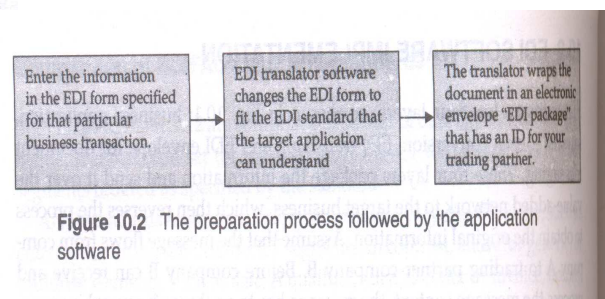 Enter the information
in the EDI form specified
for that particular
business transaction.
EDI translator software
changes the EDI form to
fit the EDI standard that
the target application
can understand
The translator wraps the
document in an electronic
envelope "EDI package"
that has an ID for your
trading partner.
Figure 10.2 The preparation process followed by the application
software